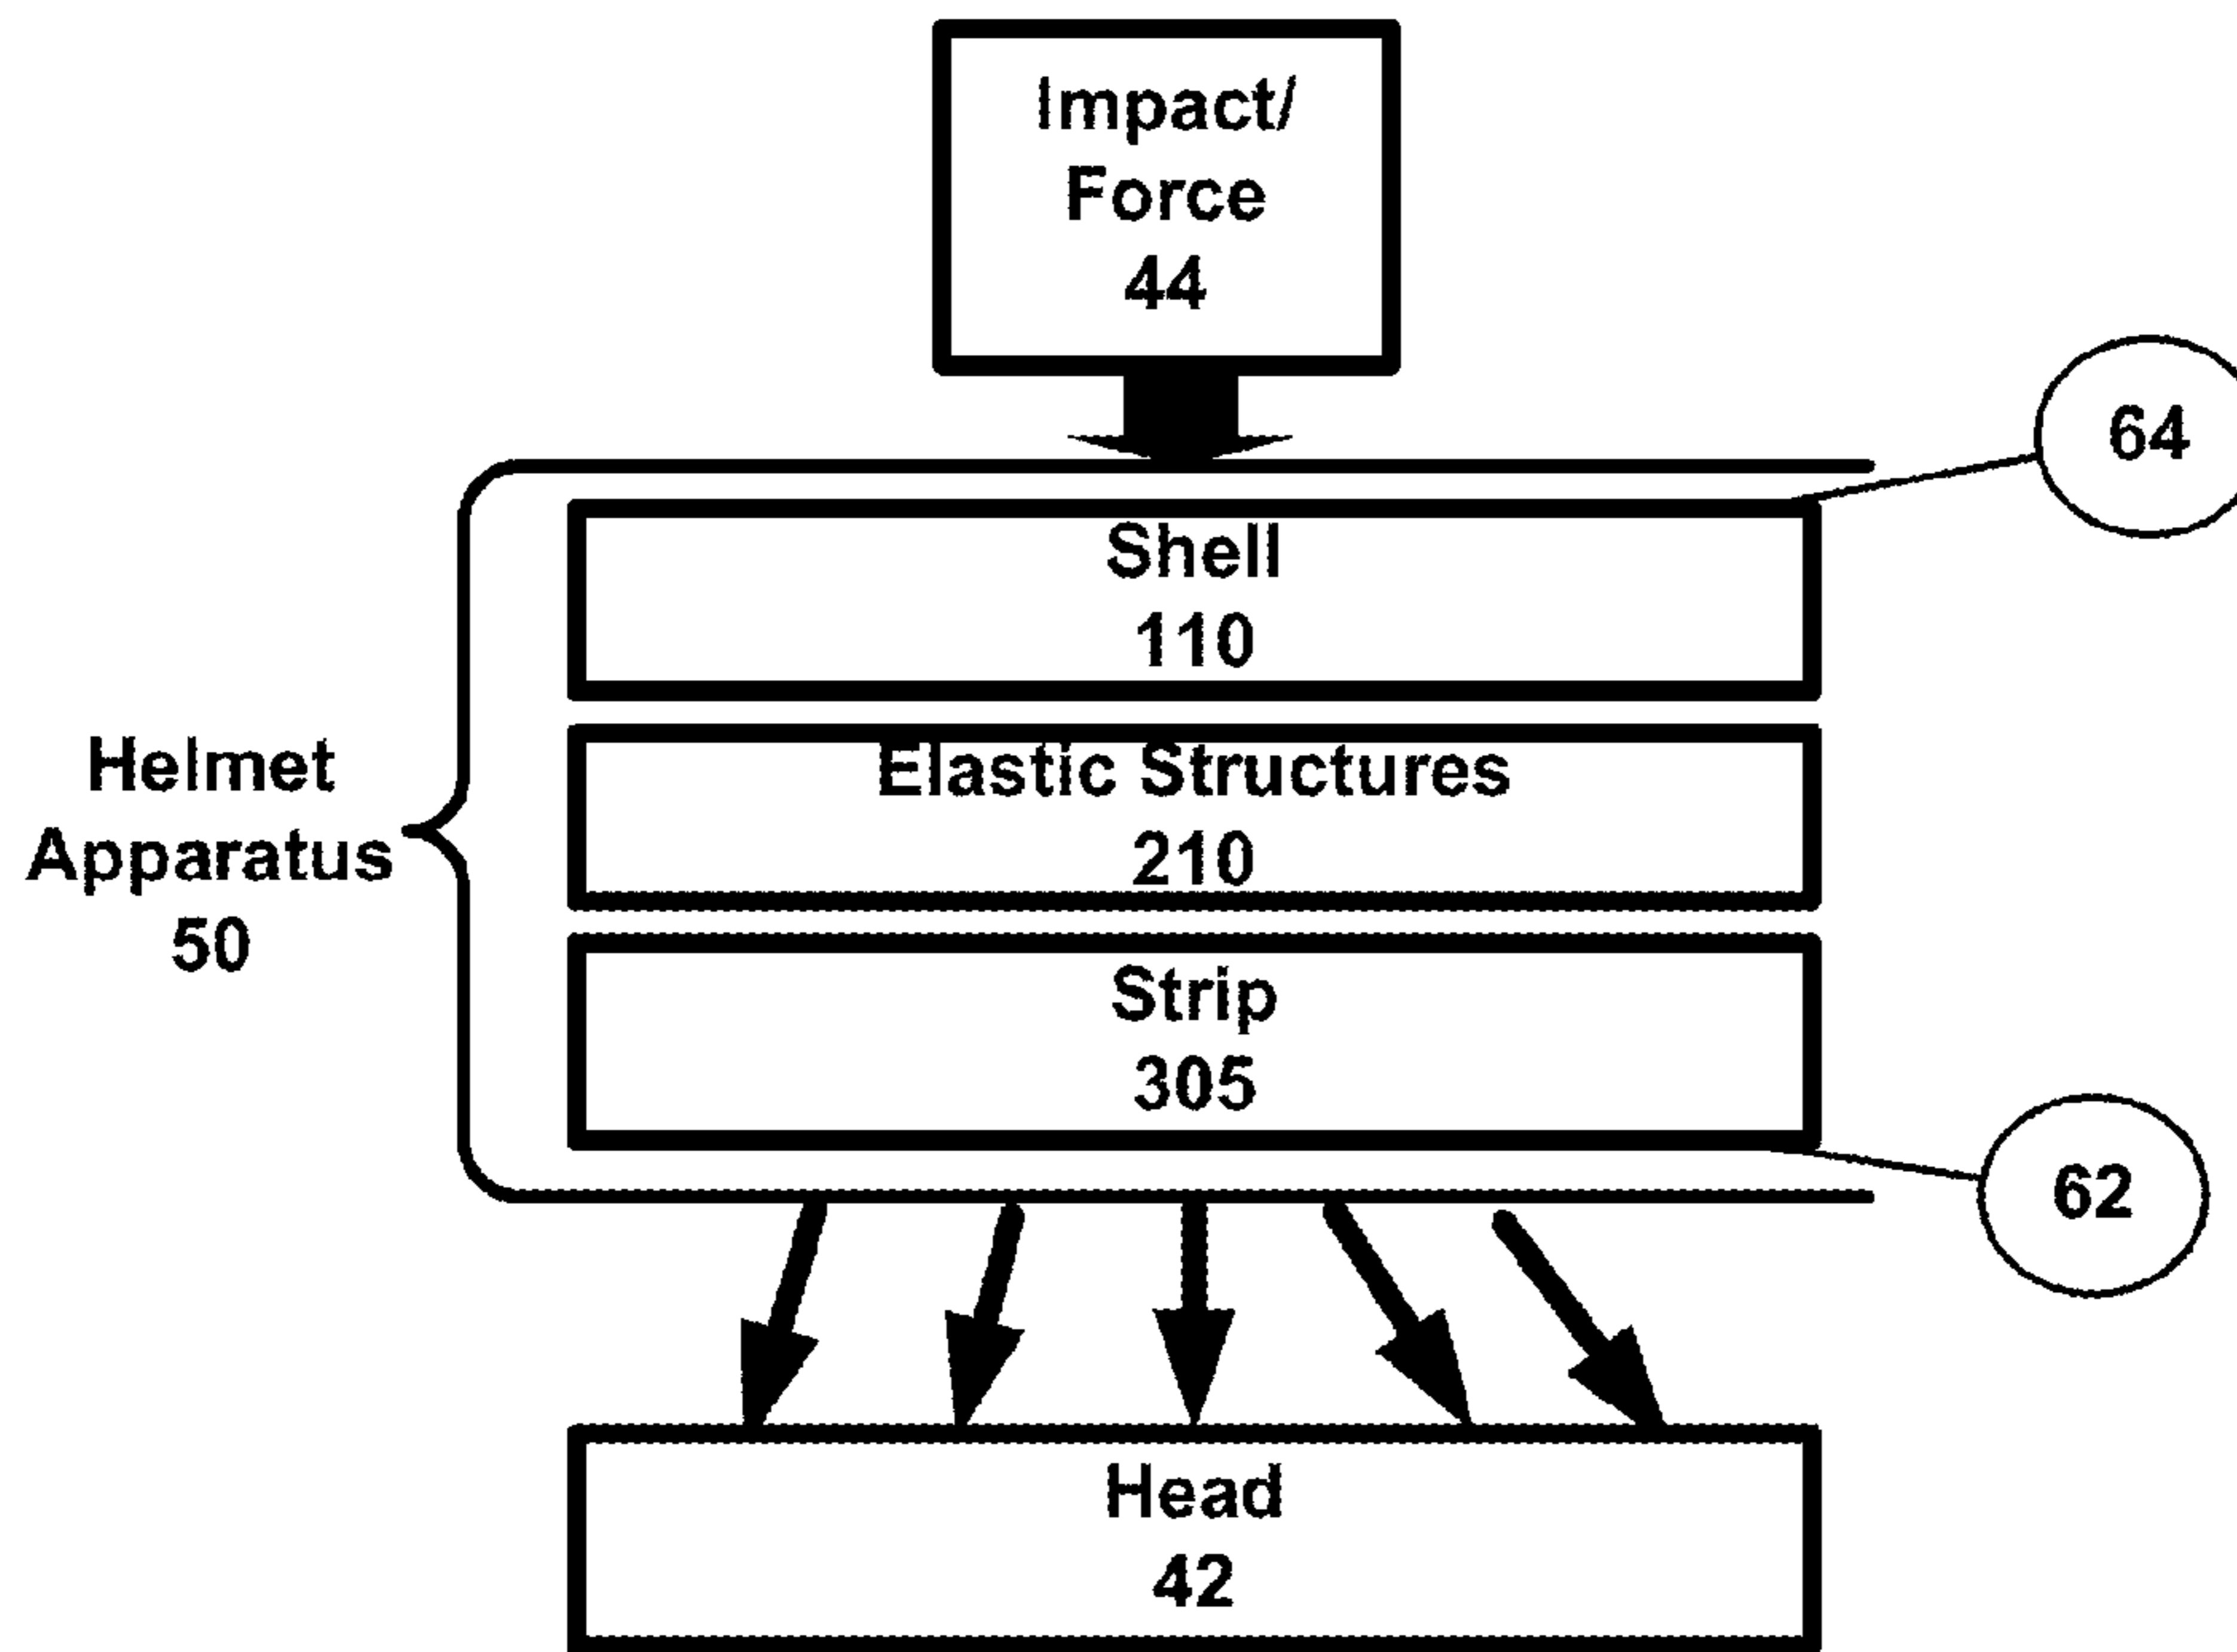 Impact/
Force
44
64
Shell
110
Helmet
Apparatus
50
Elastic Structures
210
Strip
305
62
Head
42